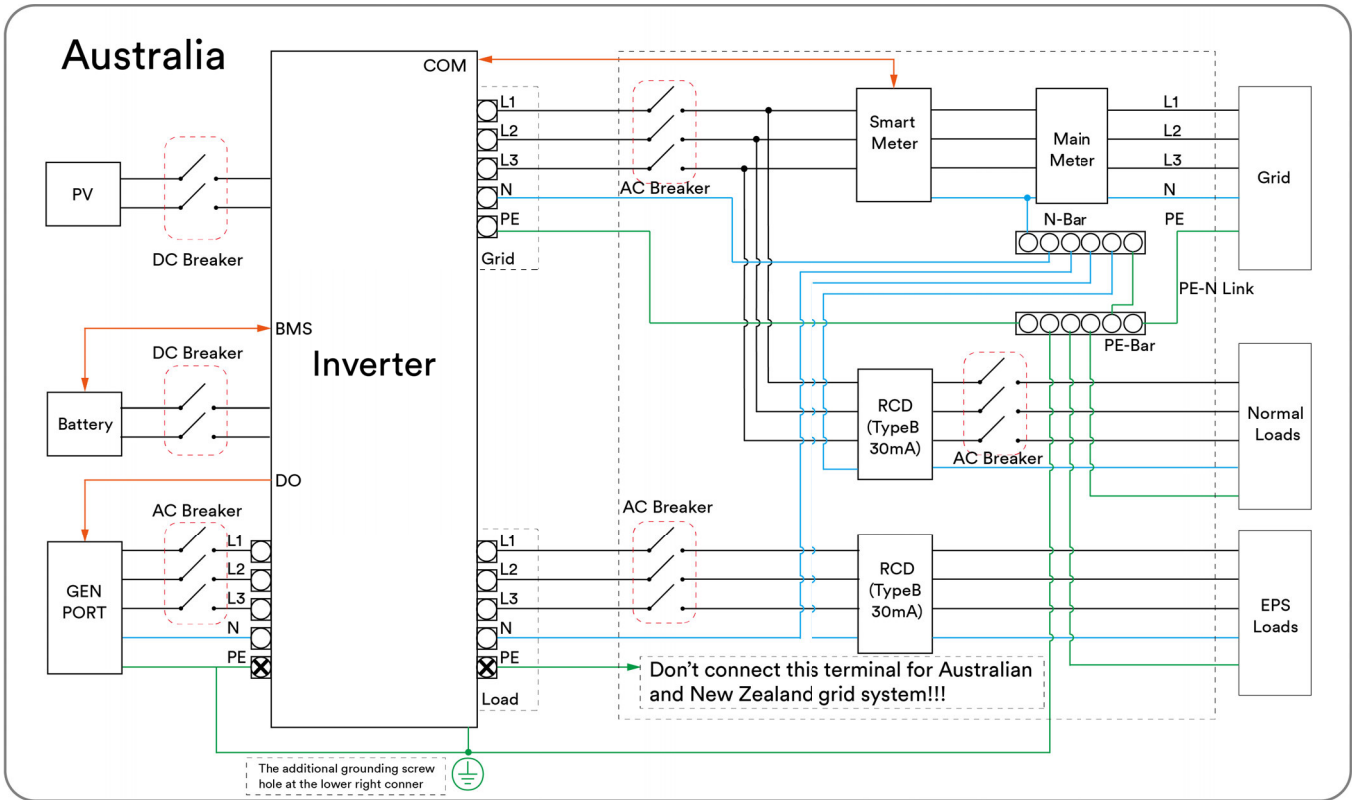 Australia
COM
L1
L2
L3
N
PE
Grid
AC Breaker
Smart
Meter
Main
Meter
L1
L2
L3
N
PE
Grid
N-Bar
PE-N Link
PE-Bar
PV
DC Breaker
BMS
Inverter
DC Breaker
Battery
RCD
(TypeB
30mA)
AC Breaker
Normal
Loads
DO
AC Breaker
GEN
PORT
L1
L2
L3
N
PE
L1
L2
L3
N
PE
Load
AC Breaker
RCD
(TypeB
30mA)
EPS
Loads
Don't connect this terminal for Australian
and New Zealand grid system!!!
The additional grounding screw
hole at the lower right conner